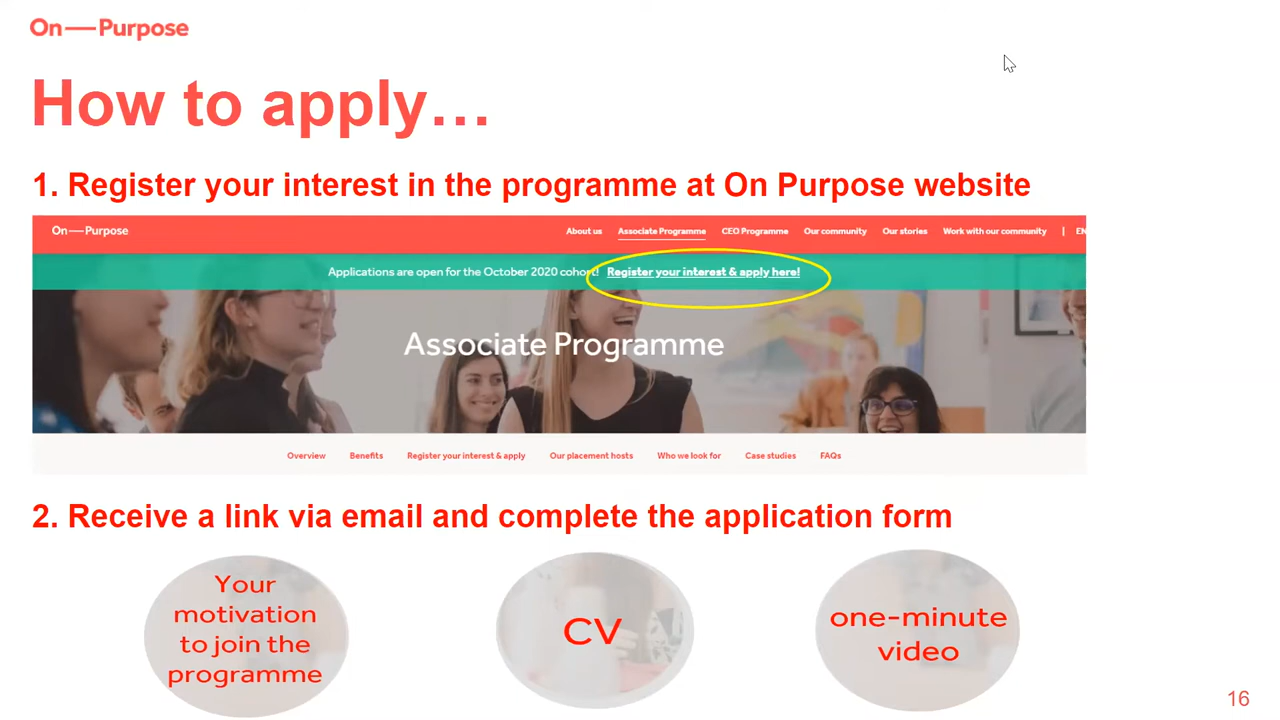 On—Purpose
How to apply…
1. Register your interest in the programme at On Purpose website
On—Purpose
About us Associate Programme CEO Programme Our community Our stories Work with our community | EN
Applications are open for the October 2020 cohort! Register your interest & apply here!
Associate Programme
Overview Benefits Register your interest & apply Our placement hosts Who we look for Case studies FAQs
2. Receive a link via email and complete the application form
Your
motivation
to join the
programme
CV
one-minute
video
16